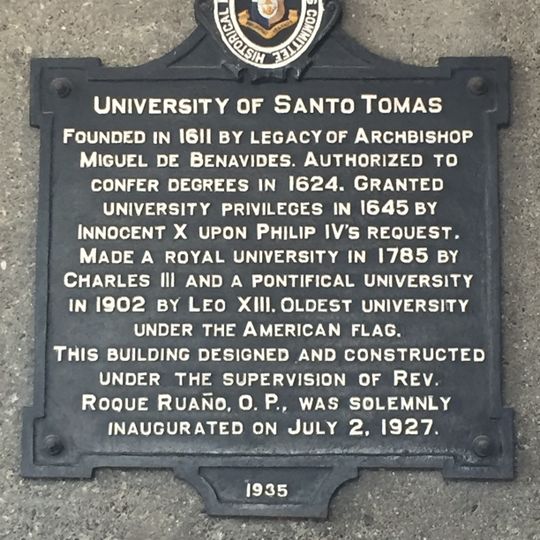 HISTORICAL
COMMITTEE
UNIVERSITY OF SANTO TOMAS
FOUNDED IN 1611 BY LEGACY OF ARCHBISHOP
MIGUEL DE BENAVIDES. AUTHORIZED TO
CONFER DEGREES IN 1624. GRANTED
UNIVERSITY PRIVILEGES IN 1645 BY
INNOCENT X UPON PHILIP IV'S REQUEST.
MADE A ROYAL UNIVERSITY IN 1785 BY
CHARLES III AND A PONTIFICAL UNIVERSITY
IN 1902 BY LEO XIII. OLDEST UNIVERSITY
UNDER THE AMERICAN FLAG.
THIS BUILDING DESIGNED AND CONSTRUCTED
UNDER THE SUPERVISION OF REV.
ROQUE RUAÑO, O. P., WAS SOLEMNLY
INAUGURATED ON JULY 2, 1927.
1935